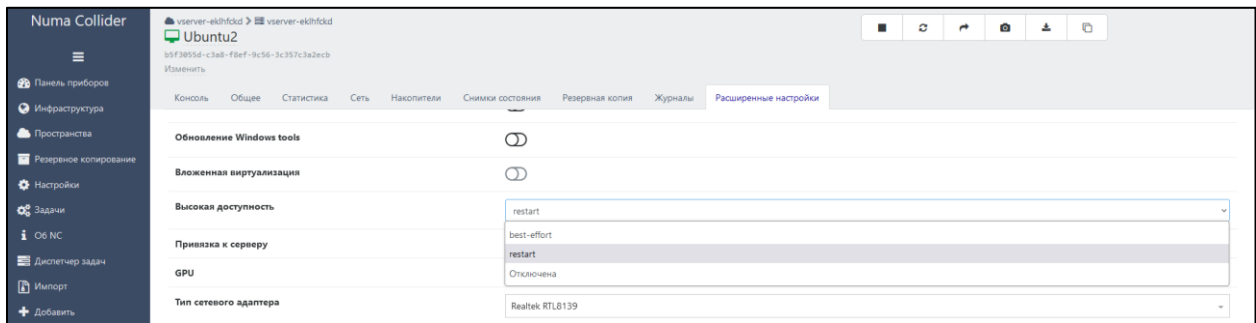 Numa Collider
vserver-eklhfckd > vserver-eklhfckd
Ubuntu2
b5f3055d-c3a8-f8ef-9c56-3c357c3a2ecb
Изменить
Панель приборов
Инфраструктура
Пространства
Резервное копирование
Настройки
Задачи
Об NC
Диспетчер задач
Импорт
Добавить
Консоль Общее Статистика Сеть Накопители Снимки состояния Резервная копия Журналы Расширенные настройки
Обновление Windows tools
Вложенная виртуализация
Высокая доступность
restart
best-effort
restart
Отключена
Привязка к серверу
GPU
Тип сетевого адаптера
Realtek RTL8139